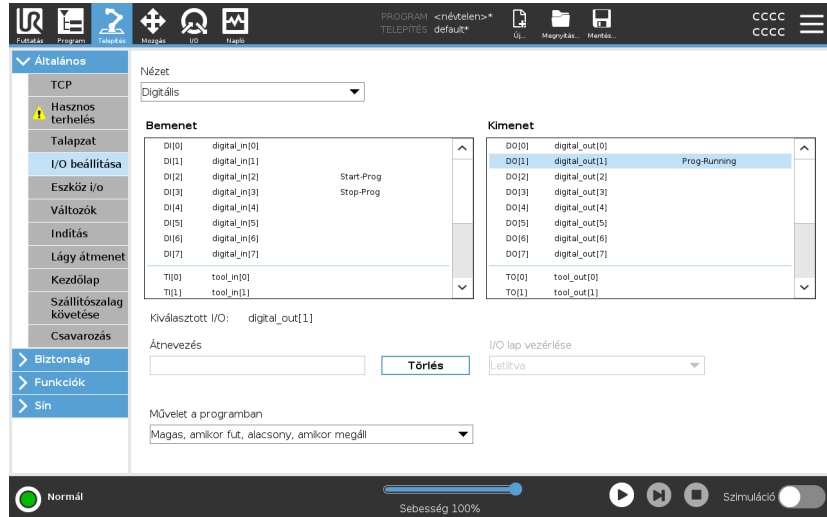 UR
PROGRAM <névtelen>*
TELEPÍTÉS default*
cccc
cccc
Futtatás Program Telepítés Mozgás I/O Napló Új... Megnyitás... Mentés...
Általános
TCP
Hasznos
terhelés
Talapzat
I/O beállítása
Eszköz i/o
Változók
Indítás
Lágy átmenet
Kezdőlap
Szállítószalag
követése
Csavarozás
Biztonság
Funkciók
Sín
Nézet
Digitális
Bemenet
DI[0] digital_in[0]
DI[1] digital_in[1]
DI[2] digital_in[2] Start-Prog
DI[3] digital_in[3] Stop-Prog
DI[4] digital_in[4]
DI[5] digital_in[5]
DI[6] digital_in[6]
DI[7] digital_in[7]
TI[0] tool_in[0]
TI[1] tool_in[1]
Kimenet
DO[0] digital_out[0]
DO[1] digital_out[1] Prog-Running
DO[2] digital_out[2]
DO[3] digital_out[3]
DO[4] digital_out[4]
DO[5] digital_out[5]
DO[6] digital_out[6]
DO[7] digital_out[7]
TO[0] tool_out[0]
TO[1] tool_out[1]
Kiválasztott I/O: digital_out[1]
Átnevezés
Törlés
I/O lap vezérlése
Letiltva
Művelet a programban
Magas, amikor fut, alacsony, amikor megáll
Normál
Sebesség 100%
Szimuláció